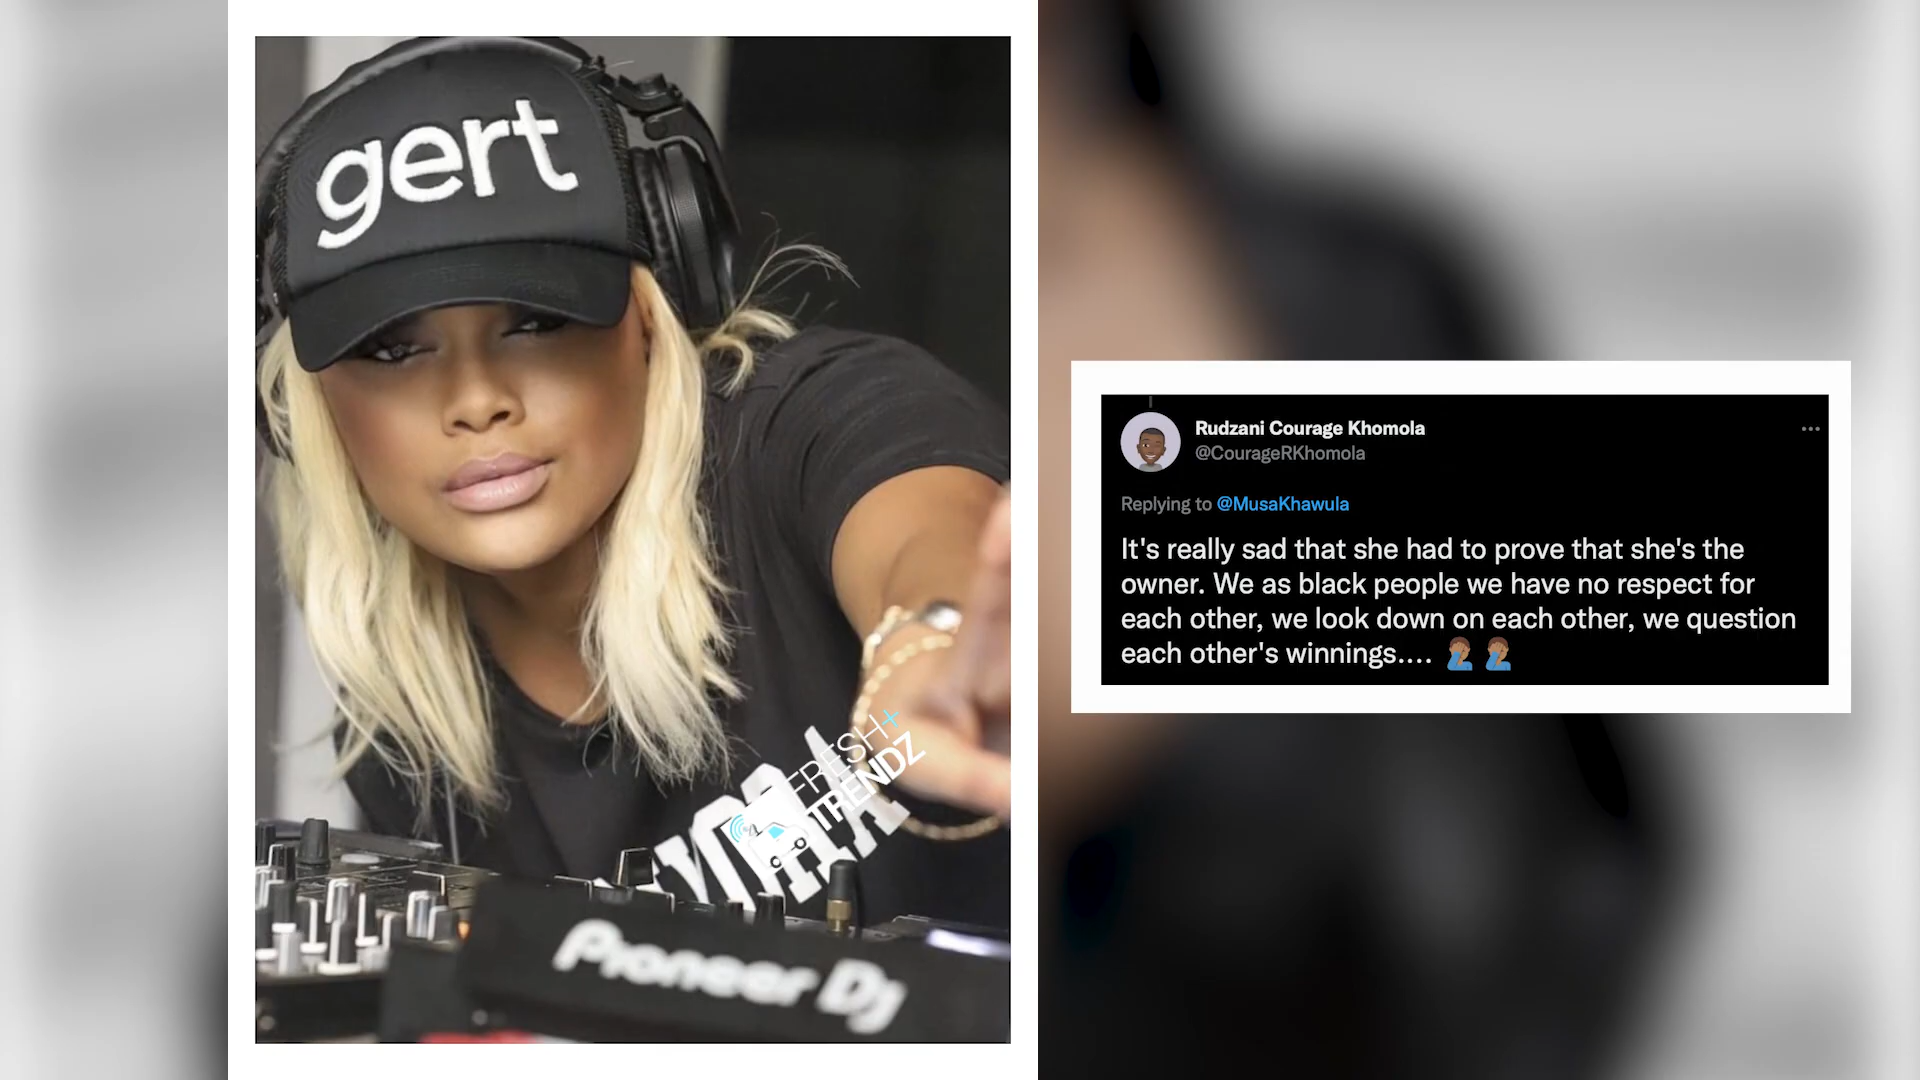 gert
FRESH+
TRENDZ
Pioneer Dj
Rudzani Courage Khomola
@CourageRKhomola
Replying to @MusaKhawula
It's really sad that she had to prove that she's the
owner. We as black people we have no respect for
each other, we look down on each other, we question
each other's winnings.... 🤦🏾‍♂️🤦🏾‍♂️